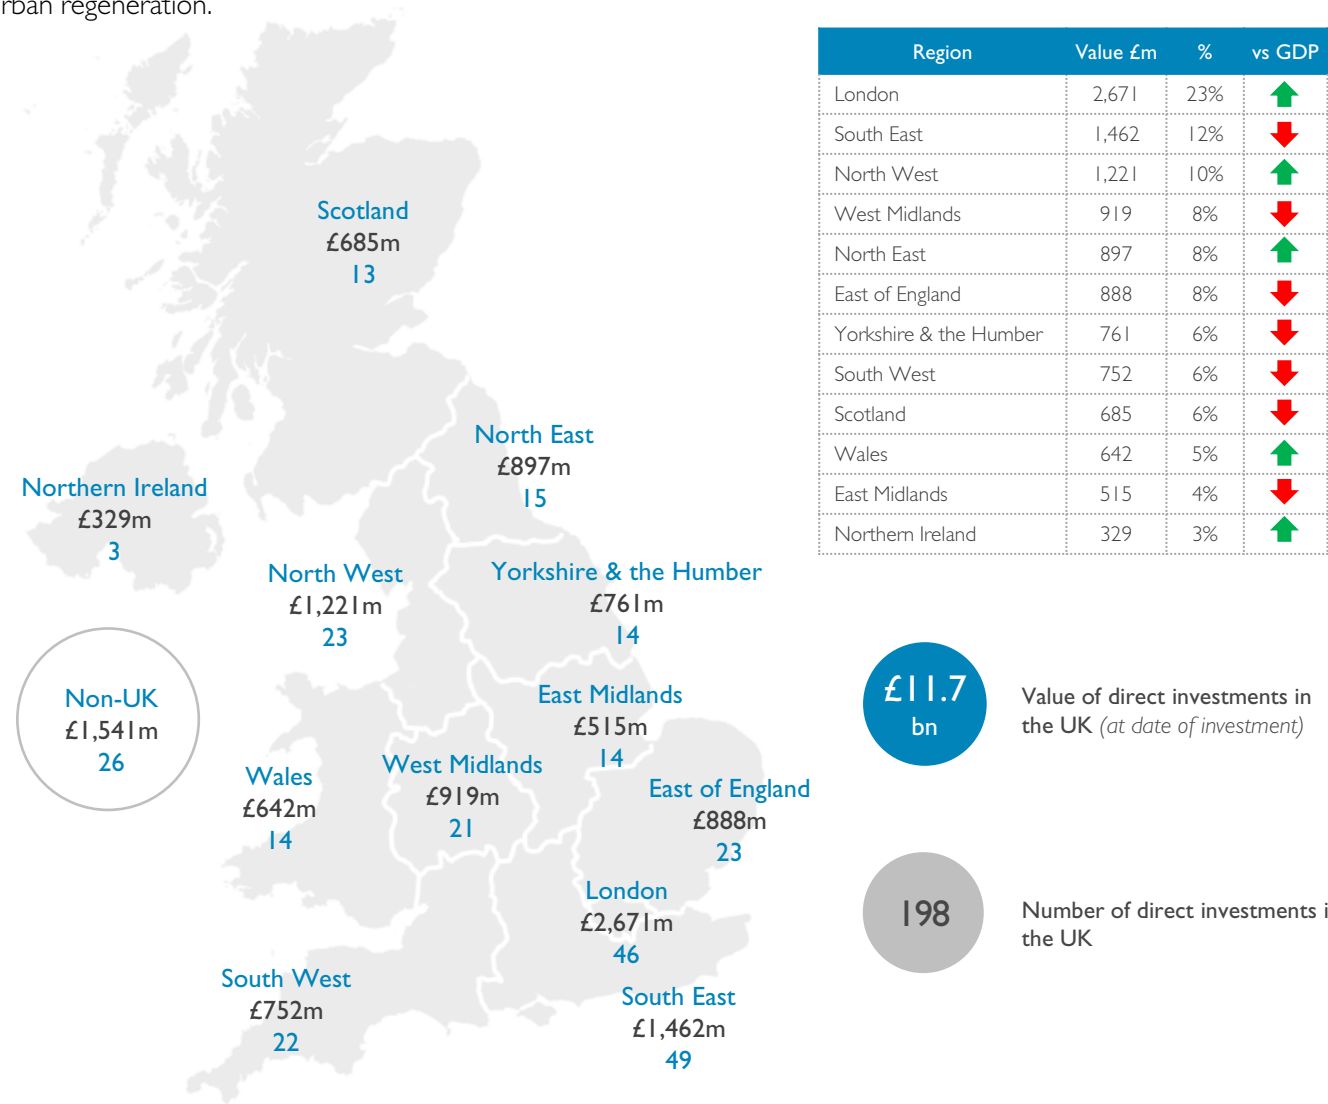 rban regeneration.
Region Value £m % vs GDP
London 2,671 23%
South East 1,462 12%
North West 1,221 10%
West Midlands 919 8%
North East 897 8%
East of England 888 8%
Yorkshire & the Humber 761 6%
South West 752 6%
Scotland 685 6%
Wales 642 5%
East Midlands 515 4%
Northern Ireland 329 3%
Scotland
£685m
13
North East
£897m
15
Northern Ireland
£329m
3
North West
£1,221m
23
Yorkshire & the Humber
£761m
14
Non-UK
£1,541m
26
East Midlands
£515m
14
West Midlands
£919m
21
Wales
£642m
14
East of England
£888m
23
London
£2,671m
46
South West
£752m
22
South East
£1,462m
49
£11.7
bn
Value of direct investments in
the UK (at date of investment)
198
Number of direct investments i
the UK